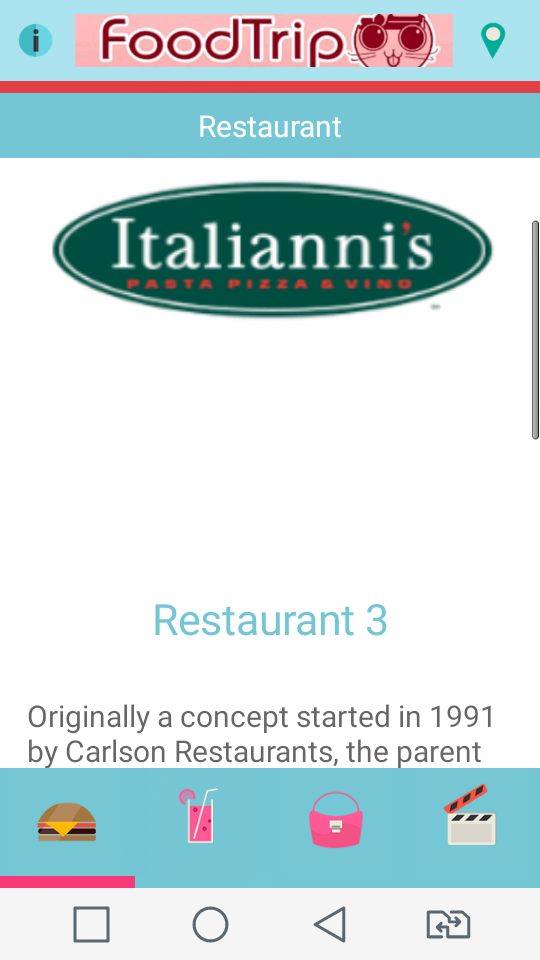 FoodTrip
Restaurant
Italianni's
PASTA PIZZA & VINO
Restaurant 3
Originally a concept started in 1991
by Carlson Restaurants, the parent